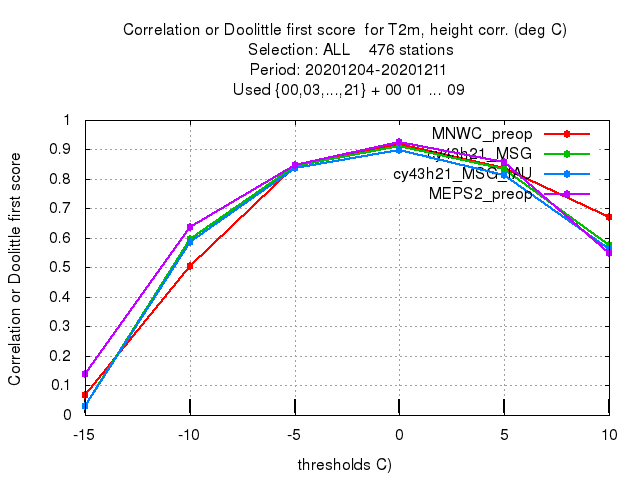 Correlation or Doolittle first score for T2m, height corr. (deg C)
Selection: ALL 476 stations
Period: 20201204-20201211
Used {00,03,...,21} + 00 01 ... 09
Correlation or Doolittle first score
1
0.9
0.8
0.7
0.6
0.5
0.4
0.3
0.2
0.1
0
MNWC_preop
cy43h21_MSG
MEPS2_preop
-15 -10 -5 0 5 10
thresholds C)